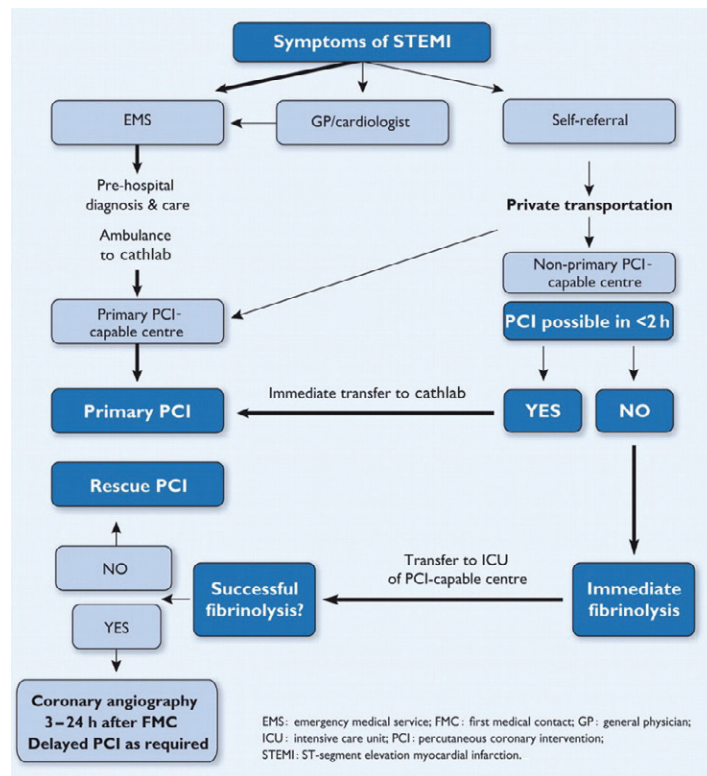 Symptoms of STEMI
EMS
GP/cardiologist
Self-referral
Pre-hospital
diagnosis & care
Private transportation
Ambulance
to cathlab
Non-primary PCI-
capable centre
Primary PCI-
capable centre
PCI possible in <2 h
Immediate transfer to cathlab
Primary PCI
YES
NO
Rescue PCI
NO
Transfer to ICU
of PCI-capable centre
Successful
fibrinolysis?
Immediate
fibrinolysis
YES
Coronary angiography
3–24 h after FMC
Delayed PCI as required
EMS: emergency medical service; FMC: first medical contact; GP: general physician;
ICU: intensive care unit; PCI: percutaneous coronary intervention;
STEMI: ST-segment elevation myocardial infarction.